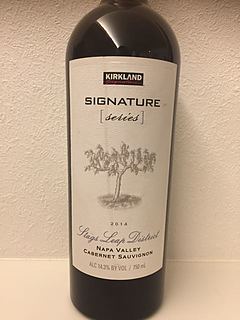 KIRKLAND
SIGNATURE
[series]
2014
Stags Leap District
NAPA VALLEY
CABERNET SAUVIGNON
ALC 14.3% BY VOL / 750 mL